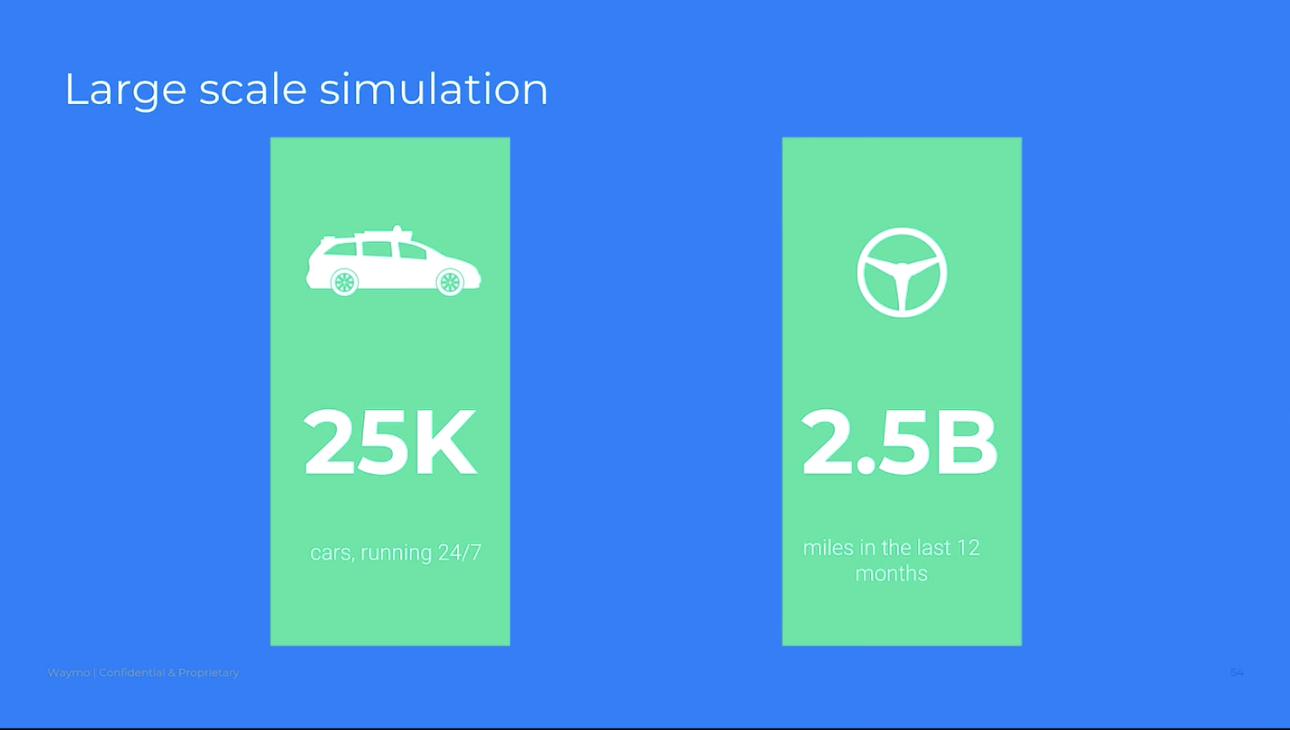 Large scale simulation
25K
cars, running 24/7
2.5B
miles in the last 12
months
Waymo | Confidential & Proprietary
54